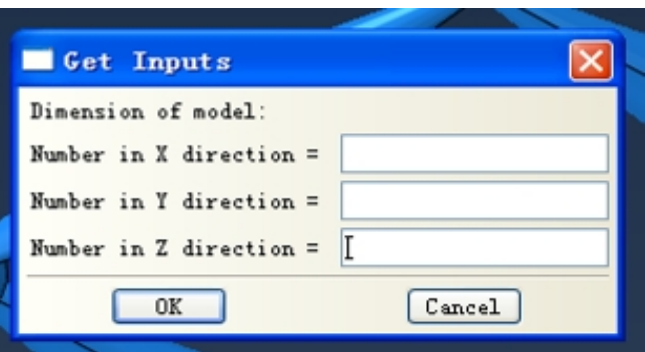 Get Inputs
Dimension of model:
Number in X direction =
Number in Y direction =
Number in Z direction =
OK Cancel